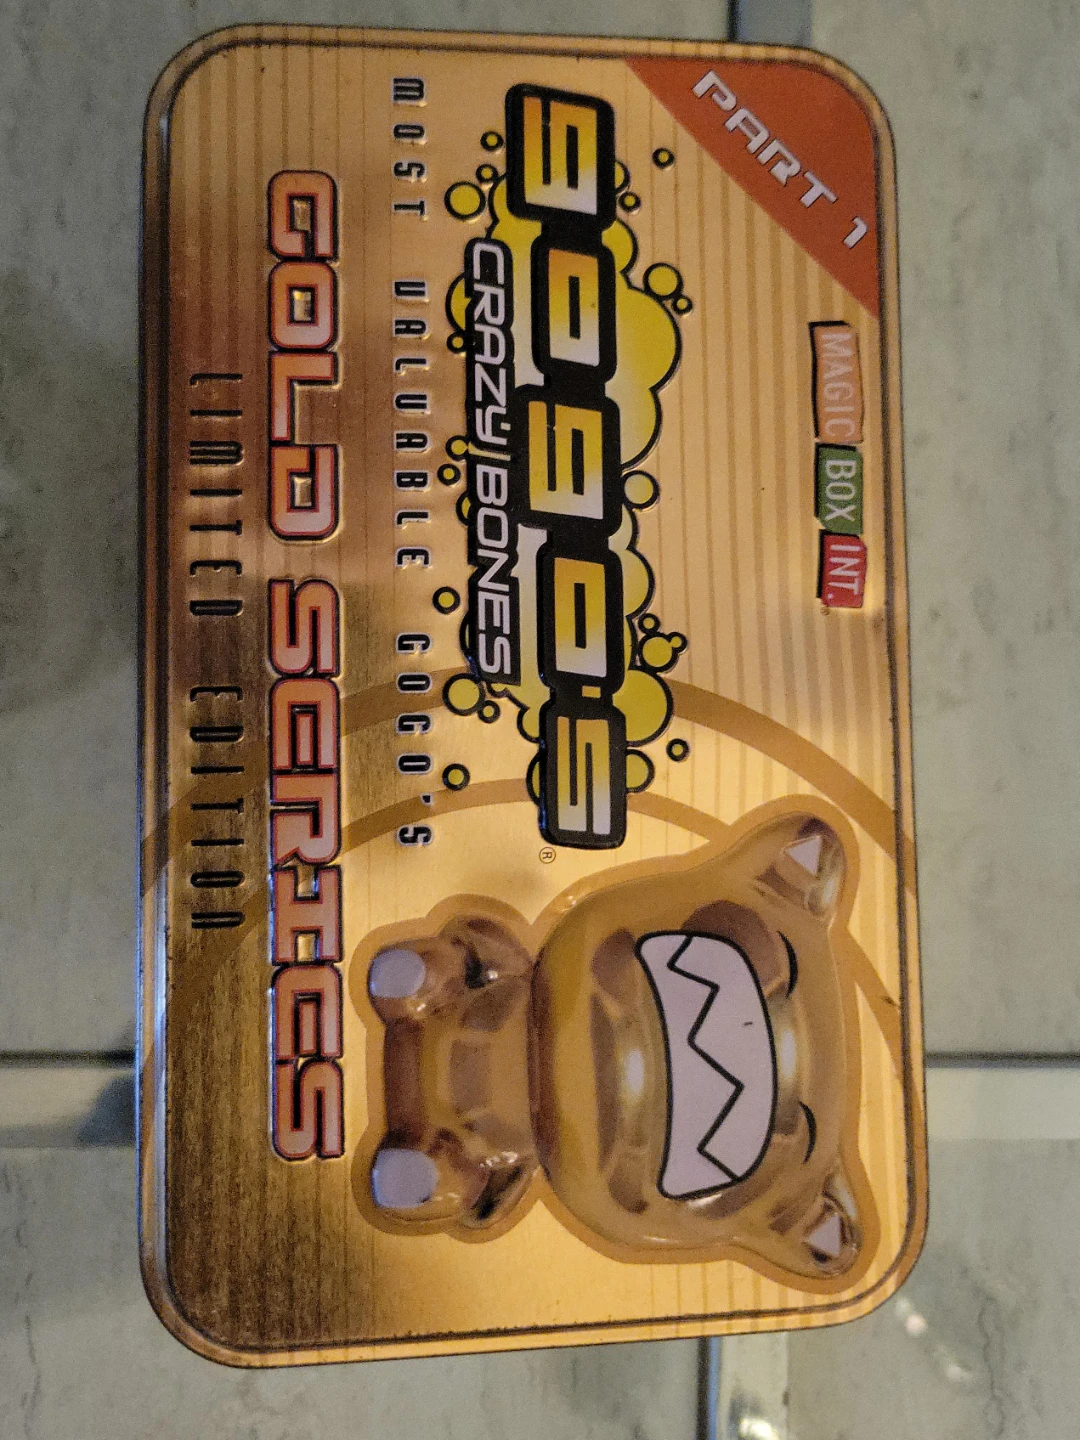 PART 1
MAGIC BOX INT.
GOGO'S
CRAZY BONES
®
MOST VALUABLE GOGO'S
GOLD SERIES
LIMITED EDITION